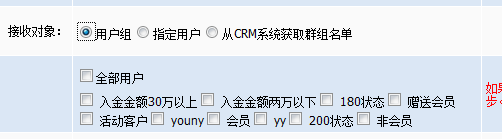 接收对象： 用户组 指定用户 从CRM系统获取群组名单
全部用户
入金金额30万以上 入金金额两万以下 180状态 赠送会员
活动客户 youny 会员 yy 200状态 非会员
如
步